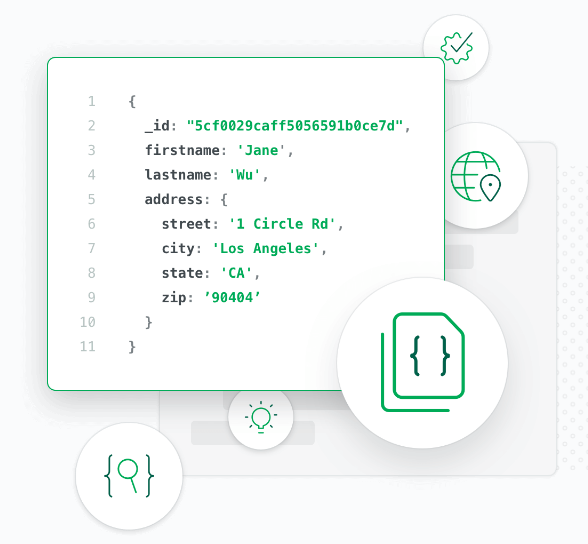 1 {
2 _id: "5cf0029caff5056591b0ce7d",
3 firstname: 'Jane',
4 lastname: 'Wu',
5 address: {
6 street: '1 Circle Rd',
7 city: 'Los Angeles',
8 state: 'CA',
9 zip: ’90404’
10 }
11 }
{ }
{ }